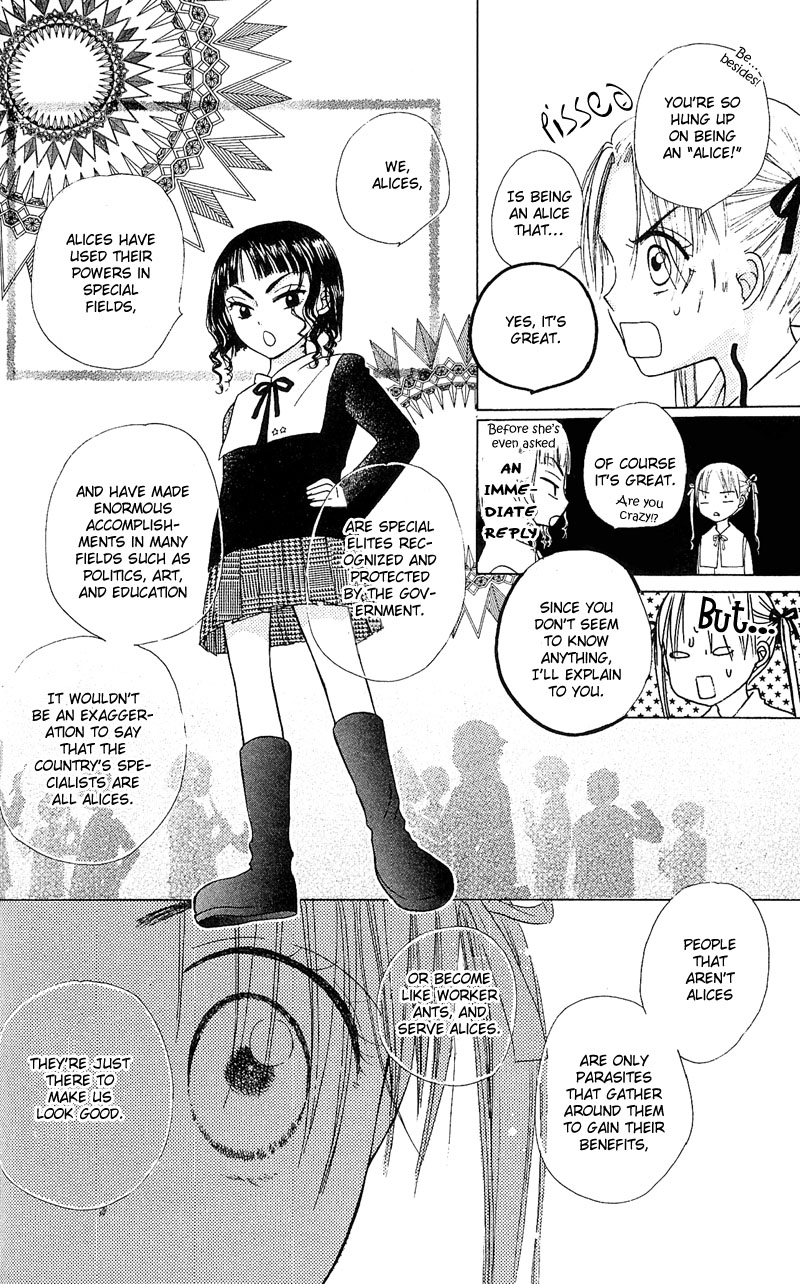 Be....
besides!
YOU'RE SO
HUNG UP
ON BEING
AN "ALICE!"
Pissed
IS BEING
AN ALICE
THAT...
YES, IT'S
GREAT.
OF COURSE
IT'S GREAT.
Are you
crazy!?
Before she's
even asked
AN
IMME-
DIATE
REPLY
But...
SINCE YOU
DON'T SEEM
TO KNOW
ANYTHING,
I'LL EXPLAIN
TO YOU.
WE,
ALICES,
ARE SPECIAL
ELITES REC-
OGNIZED AND
PROTECTED
BY THE GOV-
ERNMENT.
ALICES HAVE
USED THEIR
POWERS IN
SPECIAL
FIELDS,
AND HAVE MADE
ENORMOUS
ACCOMPLISH-
MENTS IN MANY
FIELDS SUCH AS
POLITICS, ART,
AND EDUCATION
IT WOULDN'T
BE AN EXAGGER-
ATION TO SAY
THAT THE
COUNTRY'S SPE-
CIALISTS ARE
ALL ALICES.
PEOPLE
THAT
AREN'T
ALICES
ARE ONLY
PARASITES
THAT GATHER
AROUND THEM
TO GAIN THEIR
BENEFITS,
OR BECOME
LIKE WORKER
ANTS, AND
SERVE ALICES.
THEY'RE JUST
THERE TO
MAKE US
LOOK GOOD.